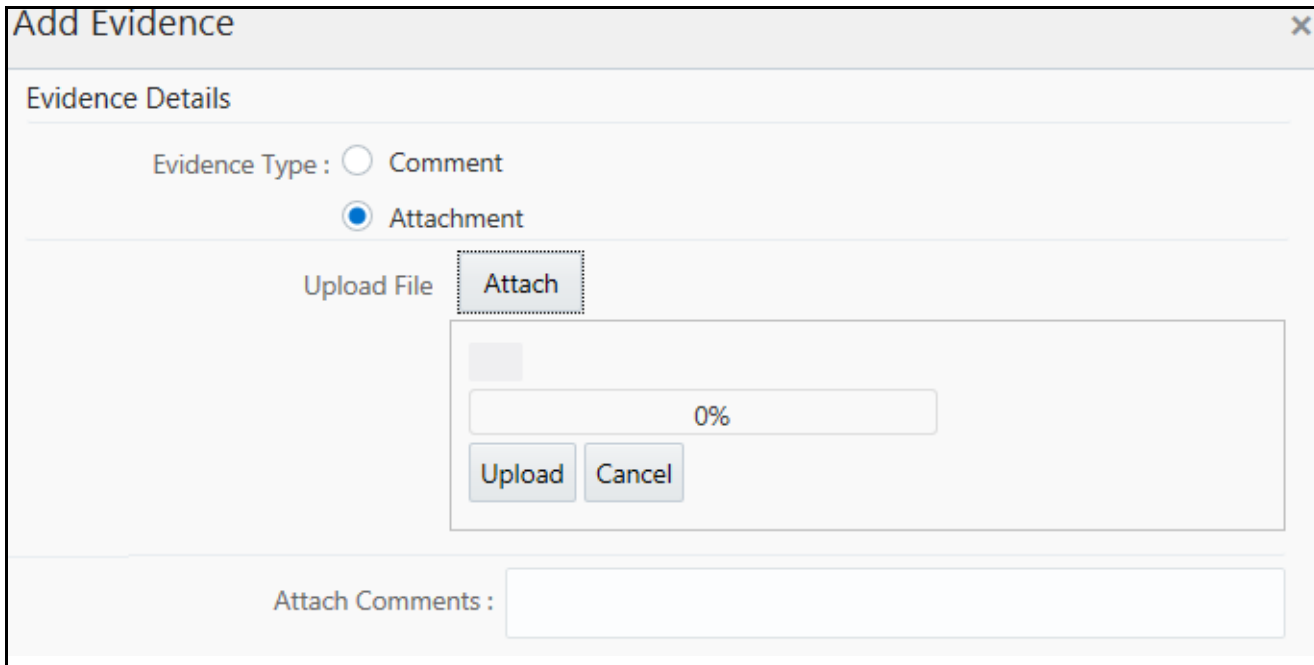 Add Evidence ×
Evidence Details
Evidence Type : Comment
Attachment
Upload File Attach
0%
Upload Cancel
Attach Comments :